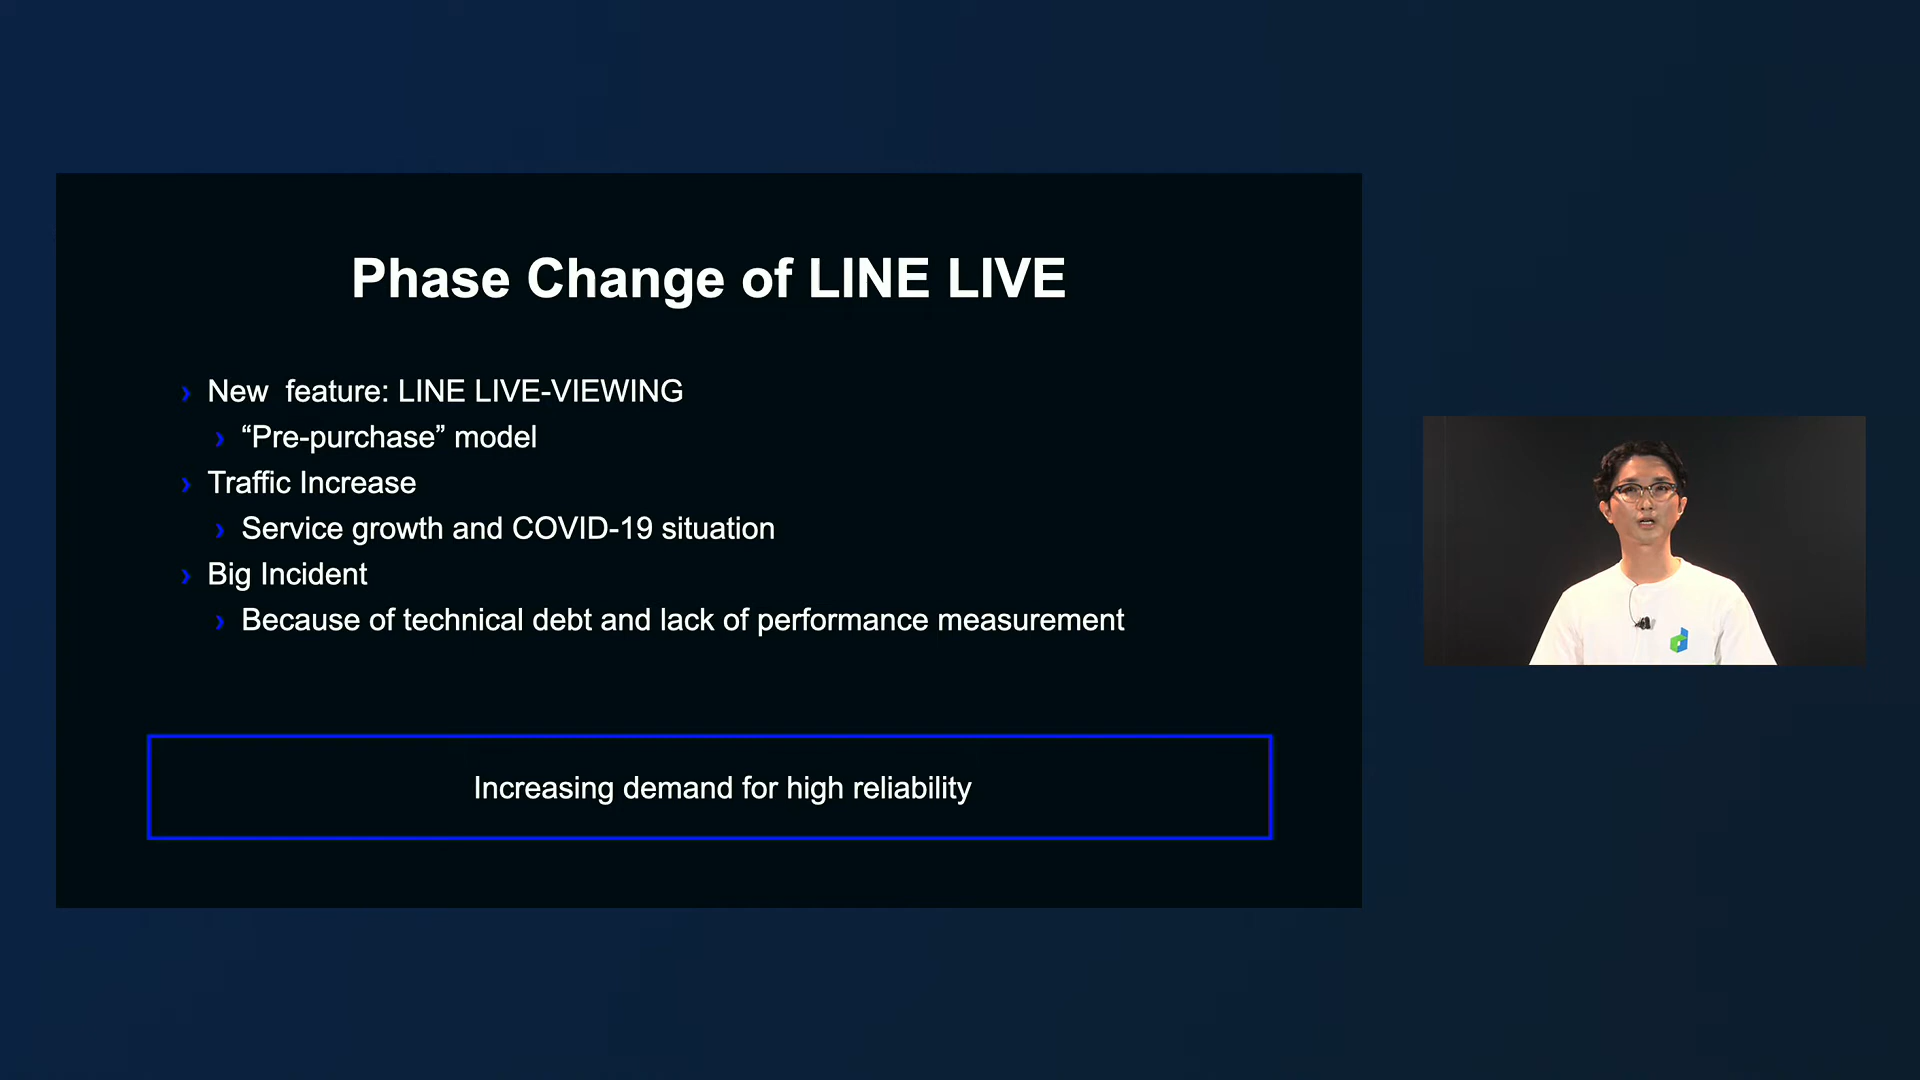 Phase Change of LINE LIVE
› New  feature: LINE LIVE-VIEWING
› “Pre-purchase” model
› Traffic Increase
› Service growth and COVID-19 situation
› Big Incident
› Because of technical debt and lack of performance measurement
Increasing demand for high reliability